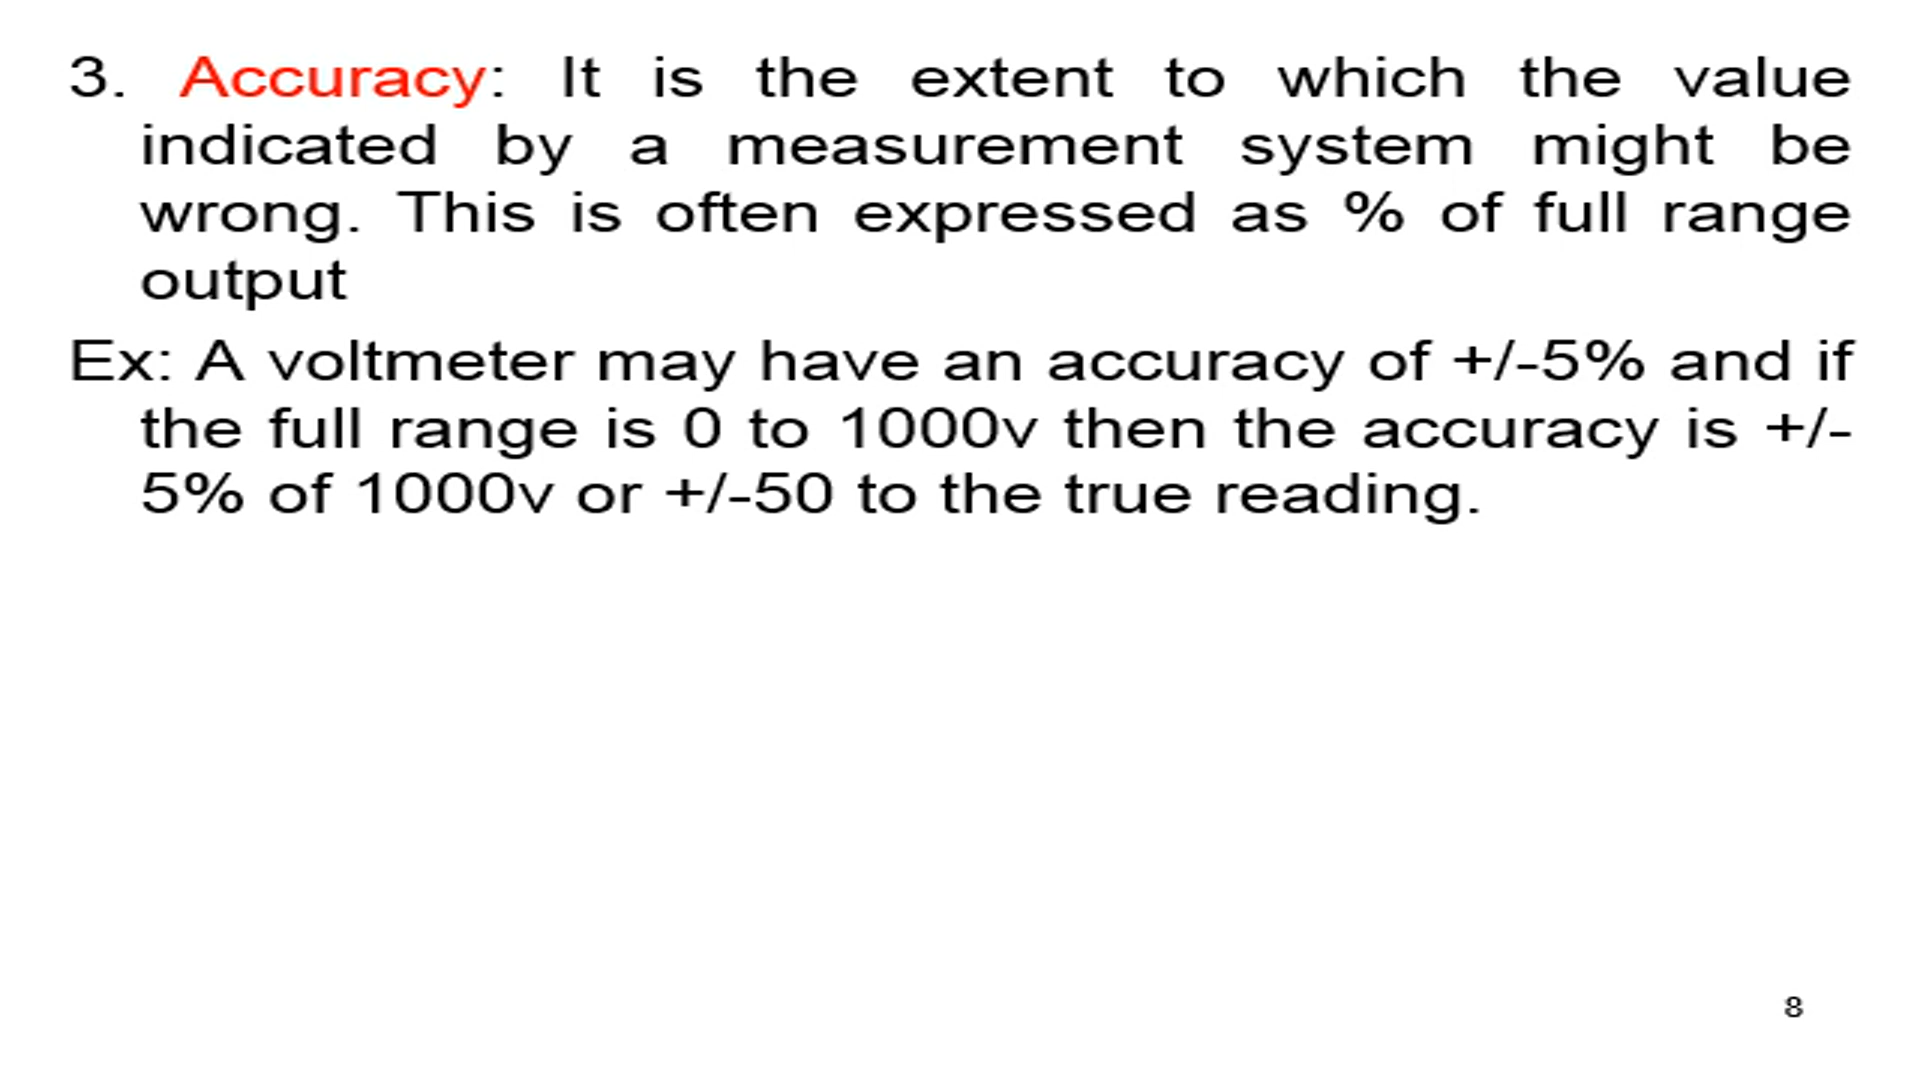 3. Accuracy: It is the extent to which the value
indicated by a measurement system might be
wrong. This is often expressed as % of full range
output
Ex: A voltmeter may have an accuracy of +/-5% and if
the full range is 0 to 1000v then the accuracy is +/-
5% of 1000v or +/-50 to the true reading.
8